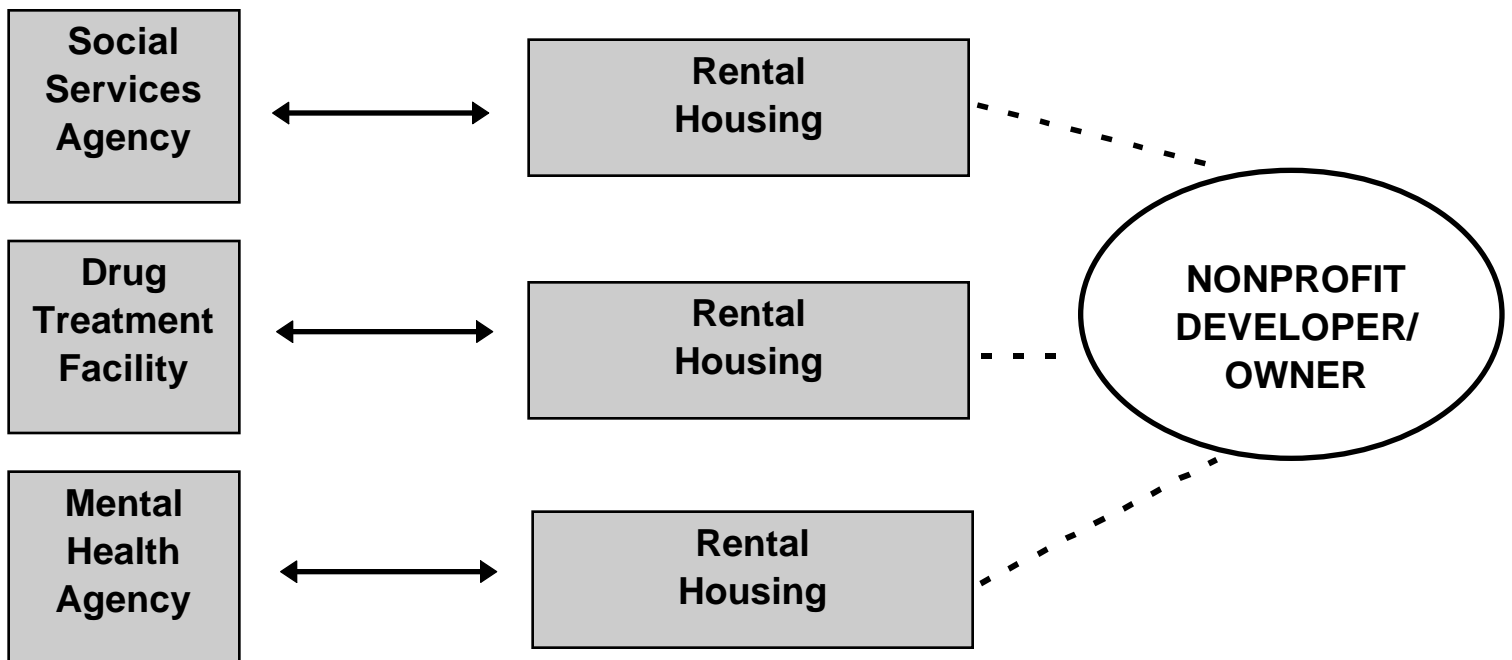 Social
Services
Agency
Rental
Housing
Drug
Treatment
Facility
Rental
Housing
NONPROFIT
DEVELOPER/
OWNER
Mental
Health
Agency
Rental
Housing